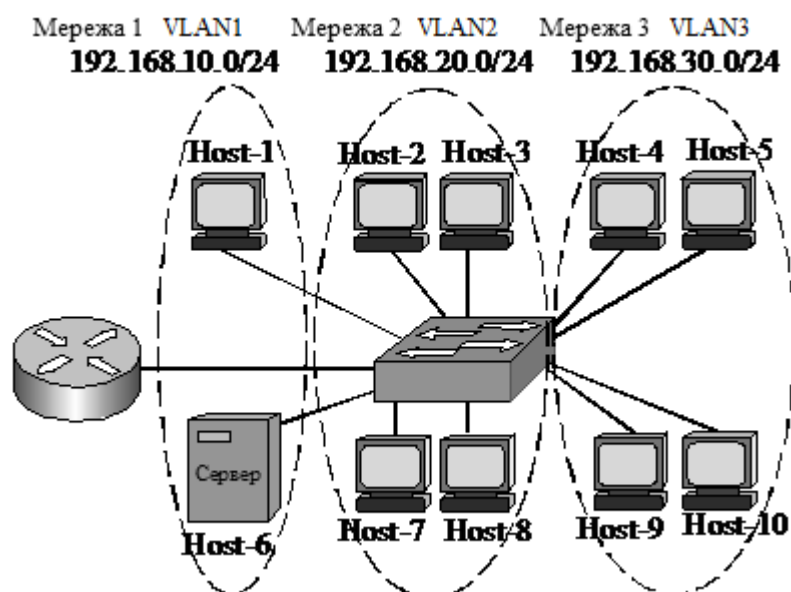 Мережа 1 VLAN1 Мережа 2 VLAN2 Мережа 3 VLAN3
192.168.10.0/24 192.168.20.0/24 192.168.30.0/24
Host-1 Host-2 Host-3 Host-4 Host-5
Сервер
Host-6 Host-7 Host-8 Host-9 Host-10